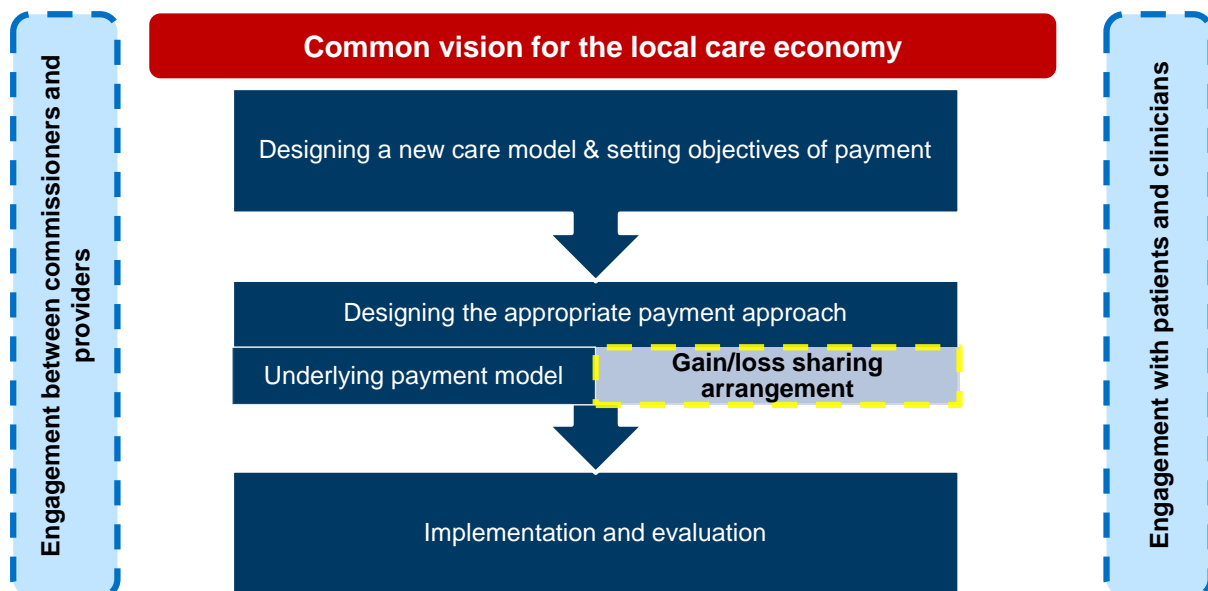 Common vision for the local care economy
Engagement between commissioners and
providers
Designing a new care model & setting objectives of payment
Designing the appropriate payment approach
Underlying payment model
Gain/loss sharing
arrangement
Implementation and evaluation
Engagement with patients and clinicians